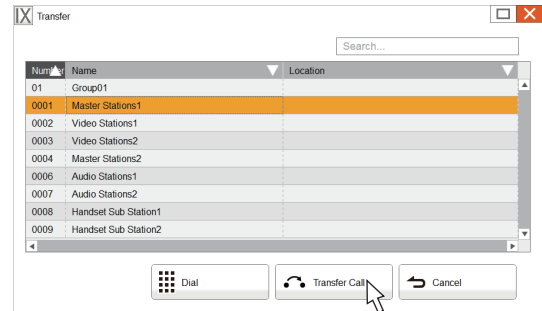 IX Transfer
Search...
Number Name Location
01 Group01
0001 Master Stations1
0002 Video Stations1
0003 Video Stations2
0004 Master Stations2
0006 Audio Stations1
0007 Audio Stations2
0008 Handset Sub Station1
0009 Handset Sub Station2
Dial Transfer Call Cancel